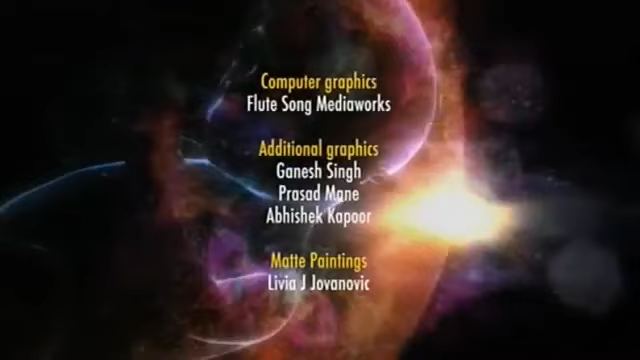 Computer graphics
Flute Song Mediaworks
Additional graphics
Ganesh Singh
Prasad Mane
Abhishek Kapoor
Matte Paintings
Livia J Jovanovic